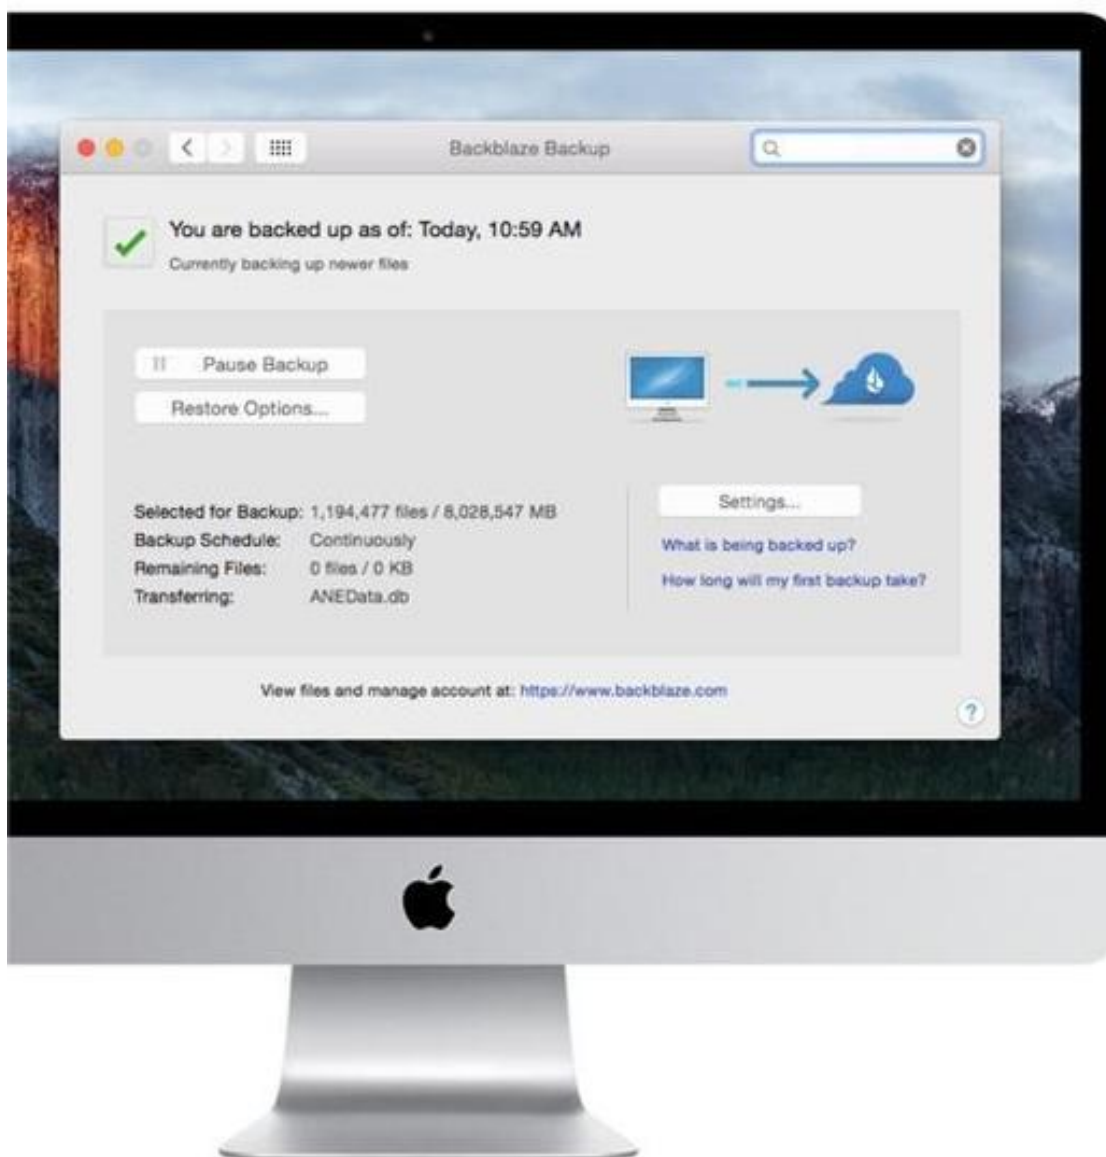 Backblaze Backup
You are backed up as of: Today, 10:59 AM
Currently backing up newer files
Pause Backup
Restore Options...
Selected for Backup: 1,194,477 files / 8,028,547 MB
Backup Schedule: Continuously
Remaining Files: 0 files / 0 KB
Transferring: ANEData.db
Settings...
What is being backed up?
How long will my first backup take?
View files and manage account at: https://www.backblaze.com
?